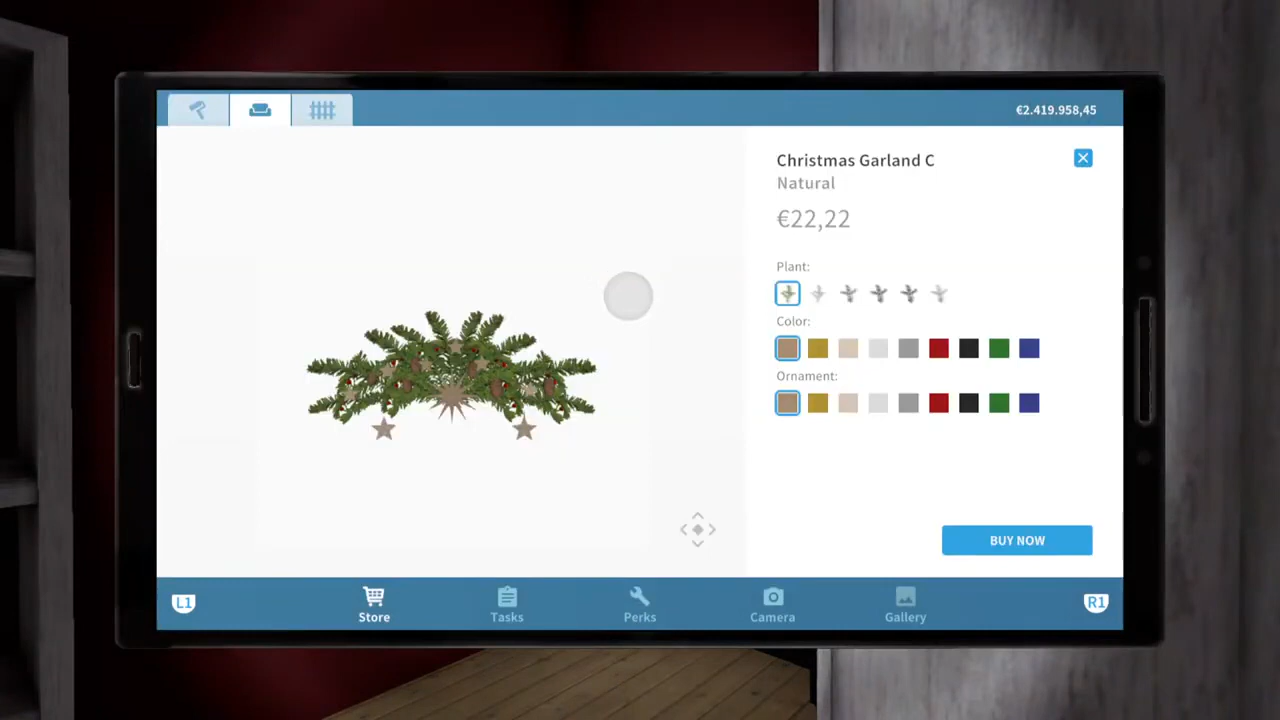 €2.419.958,45
Christmas Garland C
Natural
€22,22
Plant:
Color:
Ornament:
BUY NOW
L1
Store
Tasks
Perks
Camera
Gallery
R1